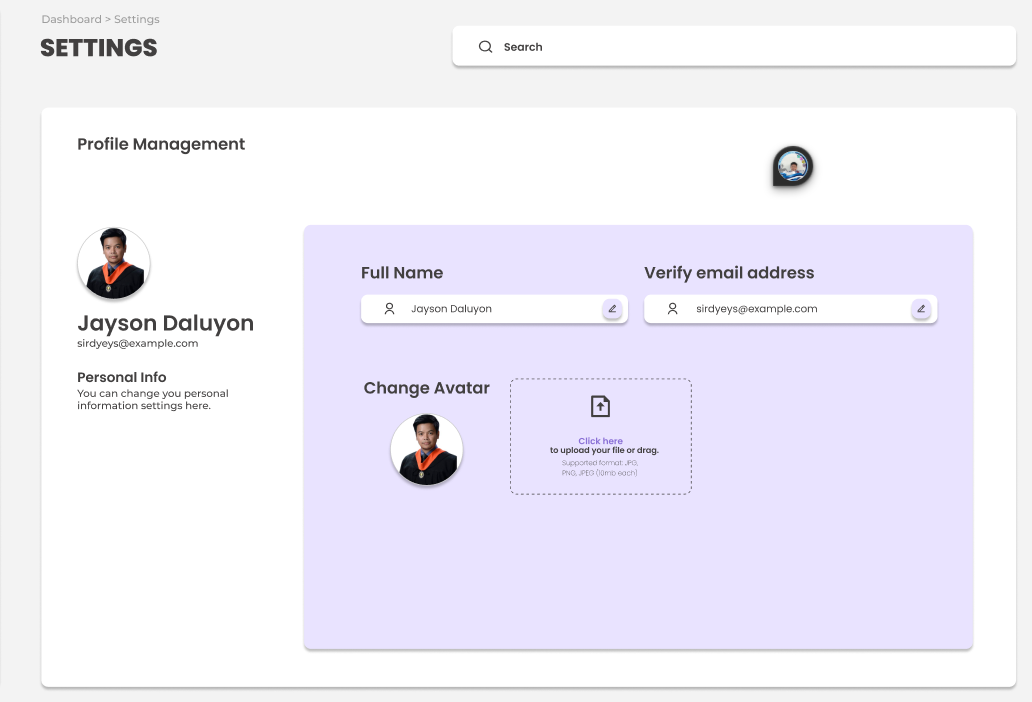 Dashboard > Settings
SETTINGS
Search
Profile Management
Jayson Daluyon
sirdyeys@example.com
Personal Info
You can change you personal
information settings here.
Full Name
Jayson Daluyon
Verify email address
sirdyeys@example.com
Change Avatar
Click here
to upload your file or drag.
Supported format: JPG,
PNG, JPEG (10mb each)